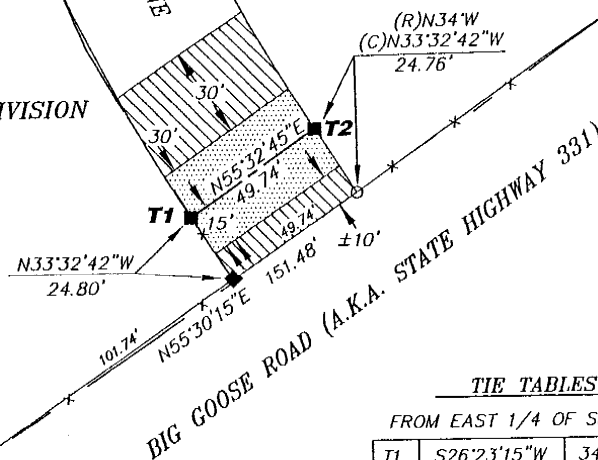 NE
(R)N34°W
(C)N33°32'42"W
24.76'
VISION
30'
30'
N55°32'45"E
49.74'
T2
T1
15'
49.74'
±10'
N33°32'42"W
24.80'
151.48'
N55°30'15"E
101.74'
BIG GOOSE ROAD (A.K.A. STATE HIGHWAY 331)
TIE TABLES
FROM EAST 1/4 OF S
T1 S26°23'15"W 34